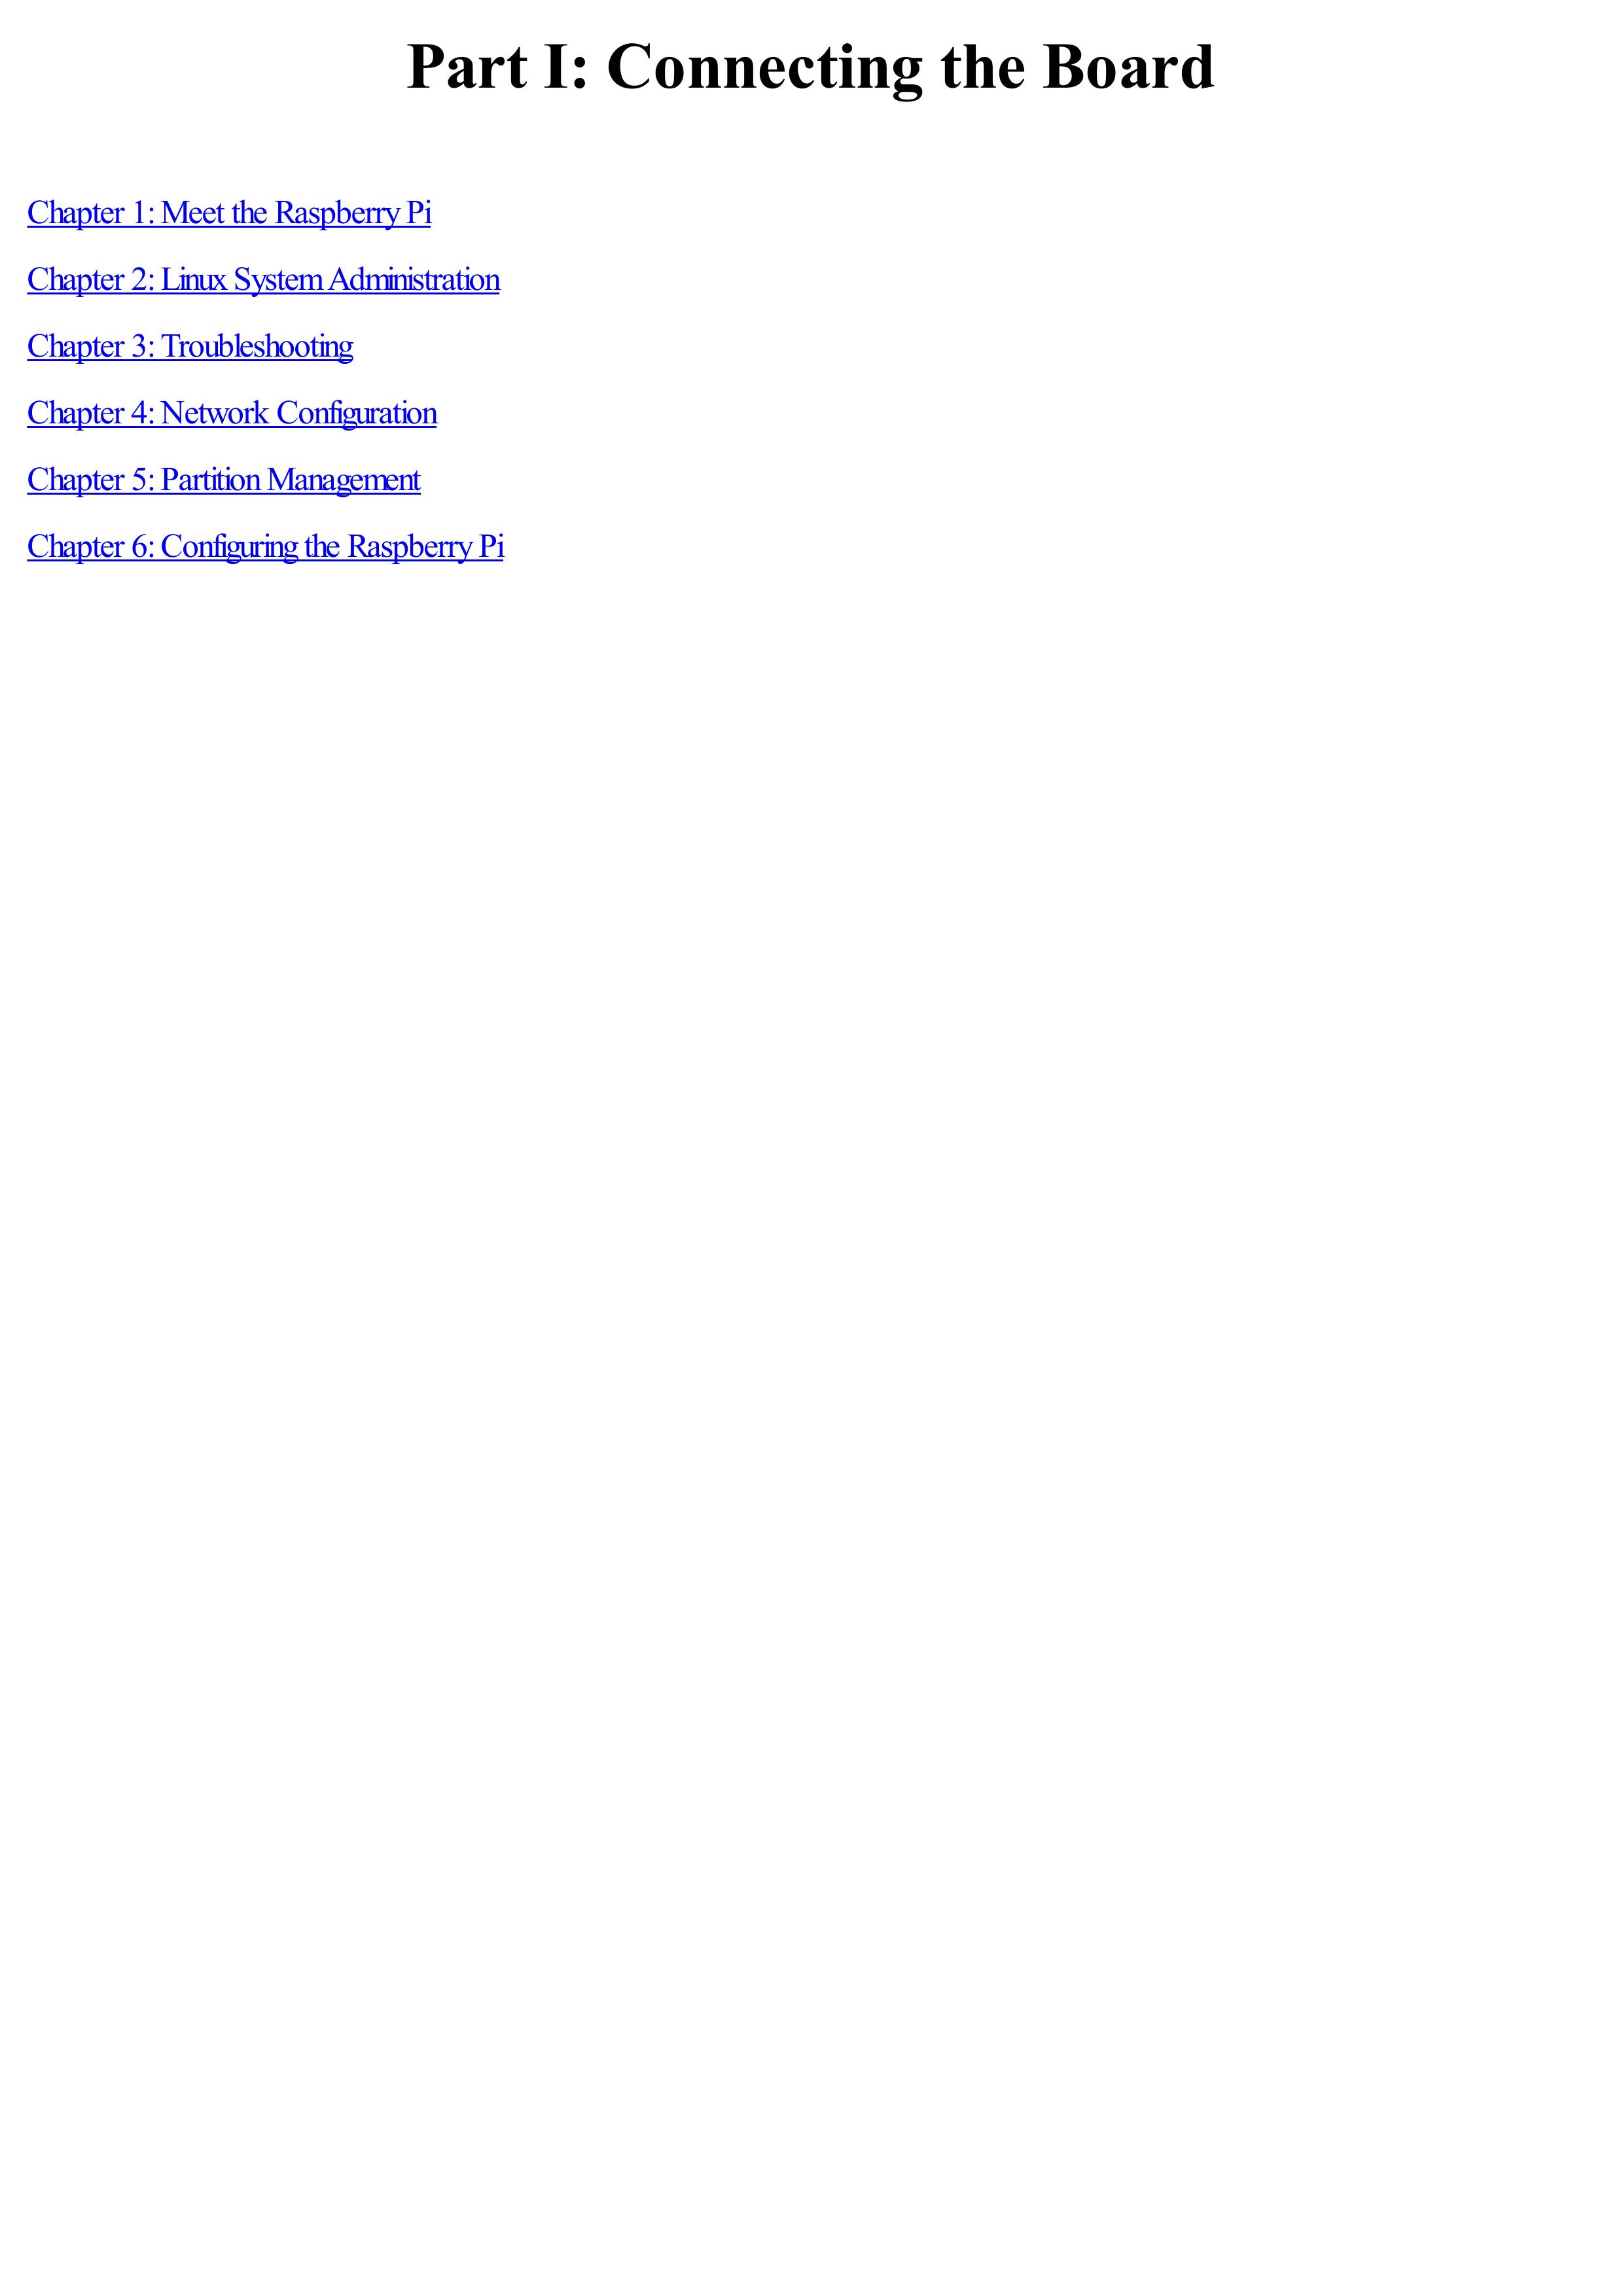 Part I: Connecting the Board
Chapter 1: Meet the Raspberry Pi
Chapter 2: Linux System Administration
Chapter 3: Troubleshooting
Chapter 4: Network Configuration
Chapter 5: Partition Management
Chapter 6: Configuring the Raspberry Pi